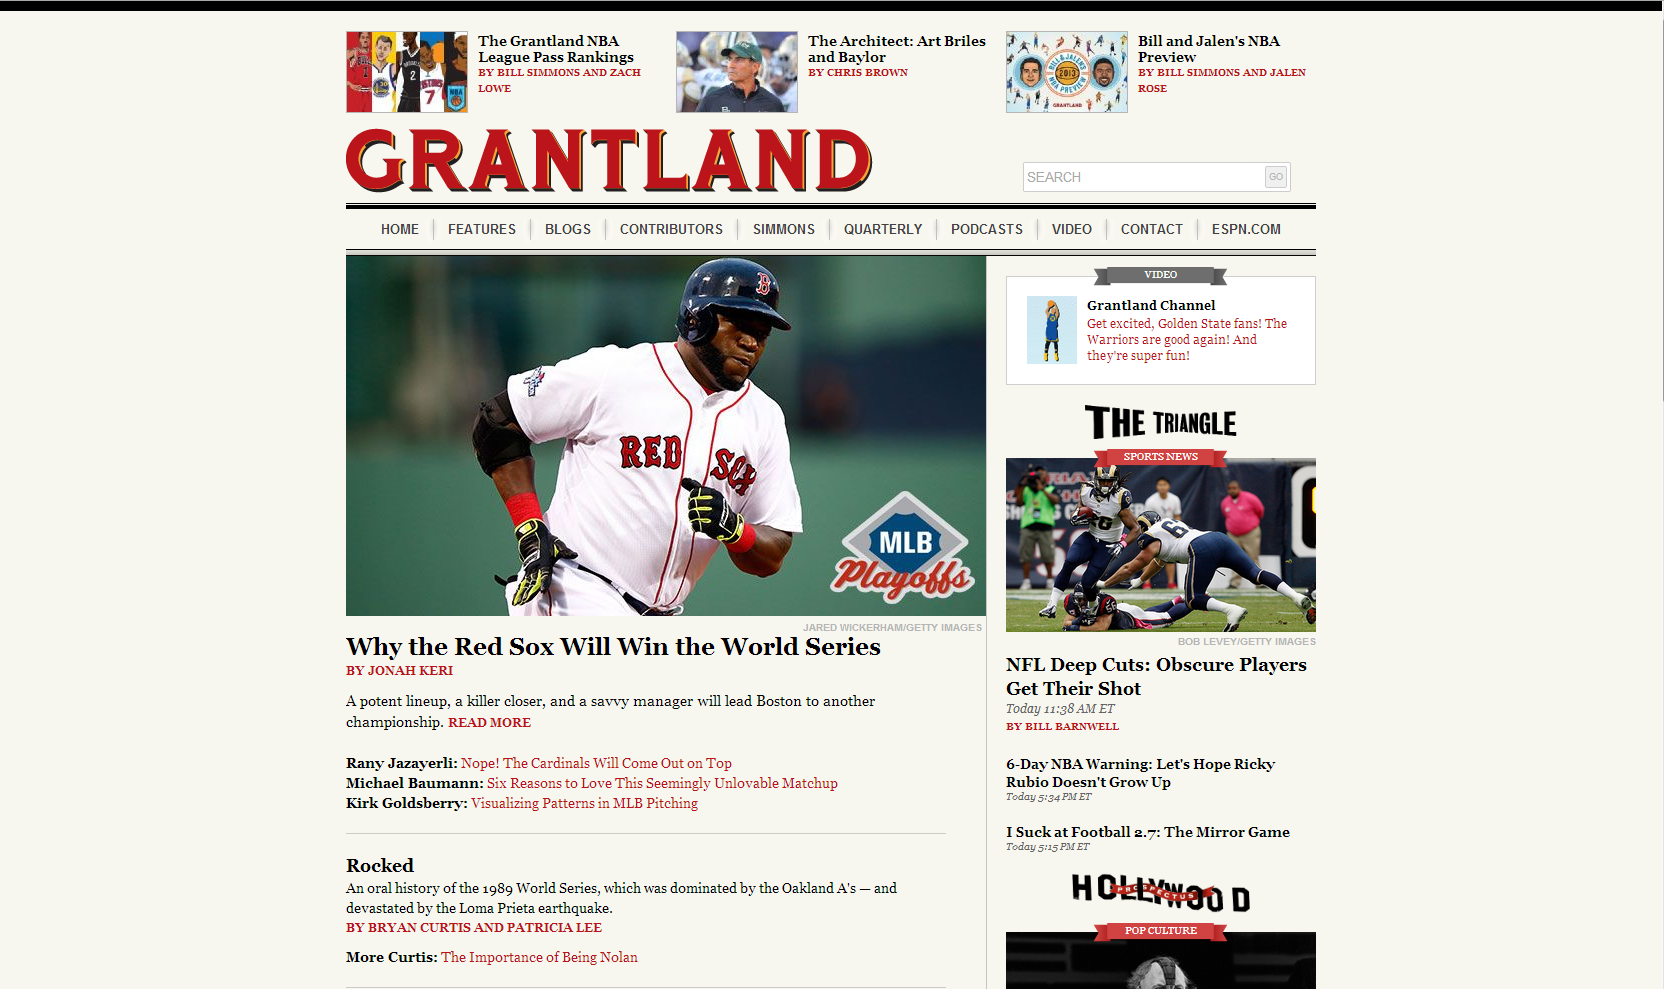 The Grantland NBA
League Pass Rankings
BY BILL SIMMONS AND ZACH
LOWE
The Architect: Art Briles
and Baylor
BY CHRIS BROWN
BILL & JALEN'S
2013
NBA PREVIEW
GRANTLAND
Bill and Jalen's NBA
Preview
BY BILL SIMMONS AND JALEN
ROSE
GRANTLAND
SEARCH
GO
HOME
FEATURES
BLOGS
CONTRIBUTORS
SIMMONS
QUARTERLY
PODCASTS
VIDEO
CONTACT
ESPN.COM
B
RED SOX
MLB
Playoffs
JARED WICKERHAM/GETTY IMAGES
Why the Red Sox Will Win the World Series
BY JONAH KERI
A potent lineup, a killer closer, and a savvy manager will lead Boston to another
championship. READ MORE
Rany Jazayerli: Nope! The Cardinals Will Come Out on Top
Michael Baumann: Six Reasons to Love This Seemingly Unlovable Matchup
Kirk Goldsberry: Visualizing Patterns in MLB Pitching
Rocked
An oral history of the 1989 World Series, which was dominated by the Oakland A's — and
devastated by the Loma Prieta earthquake.
BY BRYAN CURTIS AND PATRICIA LEE
More Curtis: The Importance of Being Nolan
VIDEO
Grantland Channel
Get excited, Golden State fans! The
Warriors are good again! And
they're super fun!
THE TRIANGLE
SPORTS NEWS
BOB LEVEY/GETTY IMAGES
NFL Deep Cuts: Obscure Players
Get Their Shot
Today 11:38 AM ET
BY BILL BARNWELL
6-Day NBA Warning: Let's Hope Ricky
Rubio Doesn't Grow Up
Today 5:34 PM ET
I Suck at Football 2.7: The Mirror Game
Today 5:15 PM ET
HOLLYWOOD
PROSPECTUS
POP CULTURE